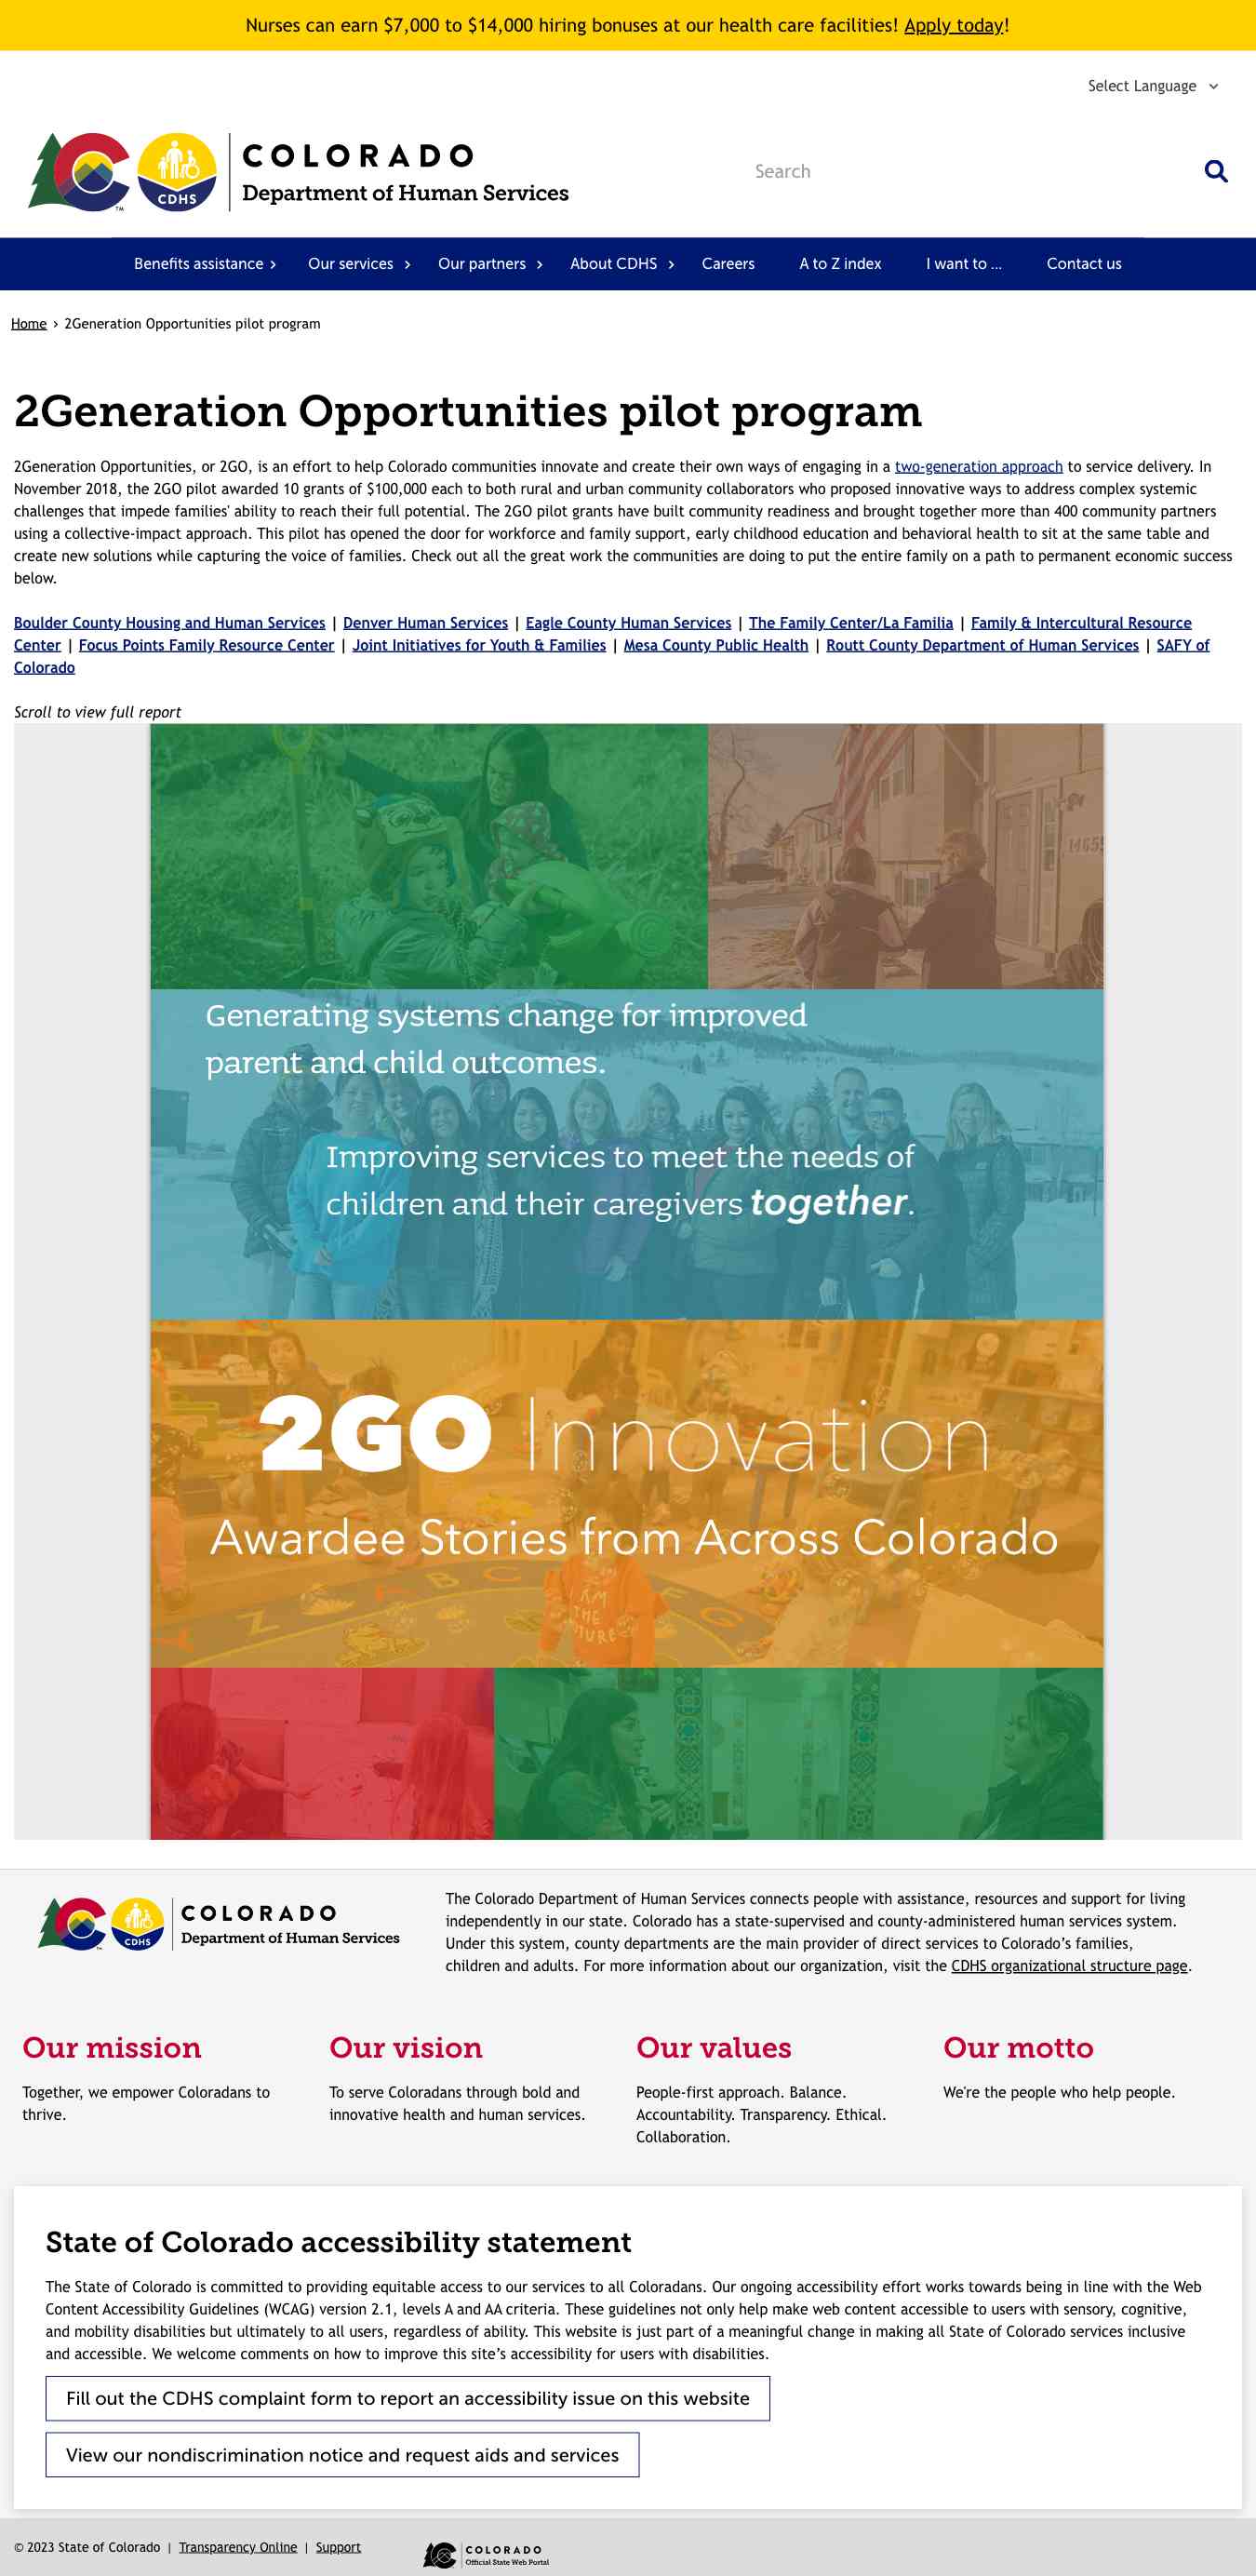 Nurses can earn $7,000 to $14,000 hiring bonuses at our health care facilities! Apply today!
Select Language
CDHS
TM
COLORADO
Department of Human Services
Search
Benefits assistance
Our services
Our partners
About CDHS
Careers
A to Z index
I want to ...
Contact us
Home › 2Generation Opportunities pilot program
2Generation Opportunities pilot program
2Generation Opportunities, or 2GO, is an effort to help Colorado communities innovate and create their own ways of engaging in a two-generation approach to service delivery. In
November 2018, the 2GO pilot awarded 10 grants of $100,000 each to both rural and urban community collaborators who proposed innovative ways to address complex systemic
challenges that impede families' ability to reach their full potential. The 2GO pilot grants have built community readiness and brought together more than 400 community partners
using a collective-impact approach. This pilot has opened the door for workforce and family support, early childhood education and behavioral health to sit at the same table and
create new solutions while capturing the voice of families. Check out all the great work the communities are doing to put the entire family on a path to permanent economic success
below.
Boulder County Housing and Human Services | Denver Human Services | Eagle County Human Services | The Family Center/La Familia | Family & Intercultural Resource
Center | Focus Points Family Resource Center | Joint Initiatives for Youth & Families | Mesa County Public Health | Routt County Department of Human Services | SAFY of
Colorado
Scroll to view full report
Generating systems change for improved
parent and child outcomes.
Improving services to meet the needs of
children and their caregivers together.
2GO Innovation
Awardee Stories from Across Colorado
I AM
THE
CDHS
COLORADO
Department of Human Services
The Colorado Department of Human Services connects people with assistance, resources and support for living
independently in our state. Colorado has a state-supervised and county-administered human services system.
Under this system, county departments are the main provider of direct services to Colorado’s families,
children and adults. For more information about our organization, visit the CDHS organizational structure page.
Our mission
Together, we empower Coloradans to
thrive.
Our vision
To serve Coloradans through bold and
innovative health and human services.
Our values
People-first approach. Balance.
Accountability. Transparency. Ethical.
Collaboration.
Our motto
We're the people who help people.
State of Colorado accessibility statement
The State of Colorado is committed to providing equitable access to our services to all Coloradans. Our ongoing accessibility effort works towards being in line with the Web
Content Accessibility Guidelines (WCAG) version 2.1, levels A and AA criteria. These guidelines not only help make web content accessible to users with sensory, cognitive,
and mobility disabilities but ultimately to all users, regardless of ability. This website is just part of a meaningful change in making all State of Colorado services inclusive
and accessible. We welcome comments on how to improve this site’s accessibility for users with disabilities.
Fill out the CDHS complaint form to report an accessibility issue on this website
View our nondiscrimination notice and request aids and services
© 2023 State of Colorado | Transparency Online | Support
COLORADO
Official State Web Portal